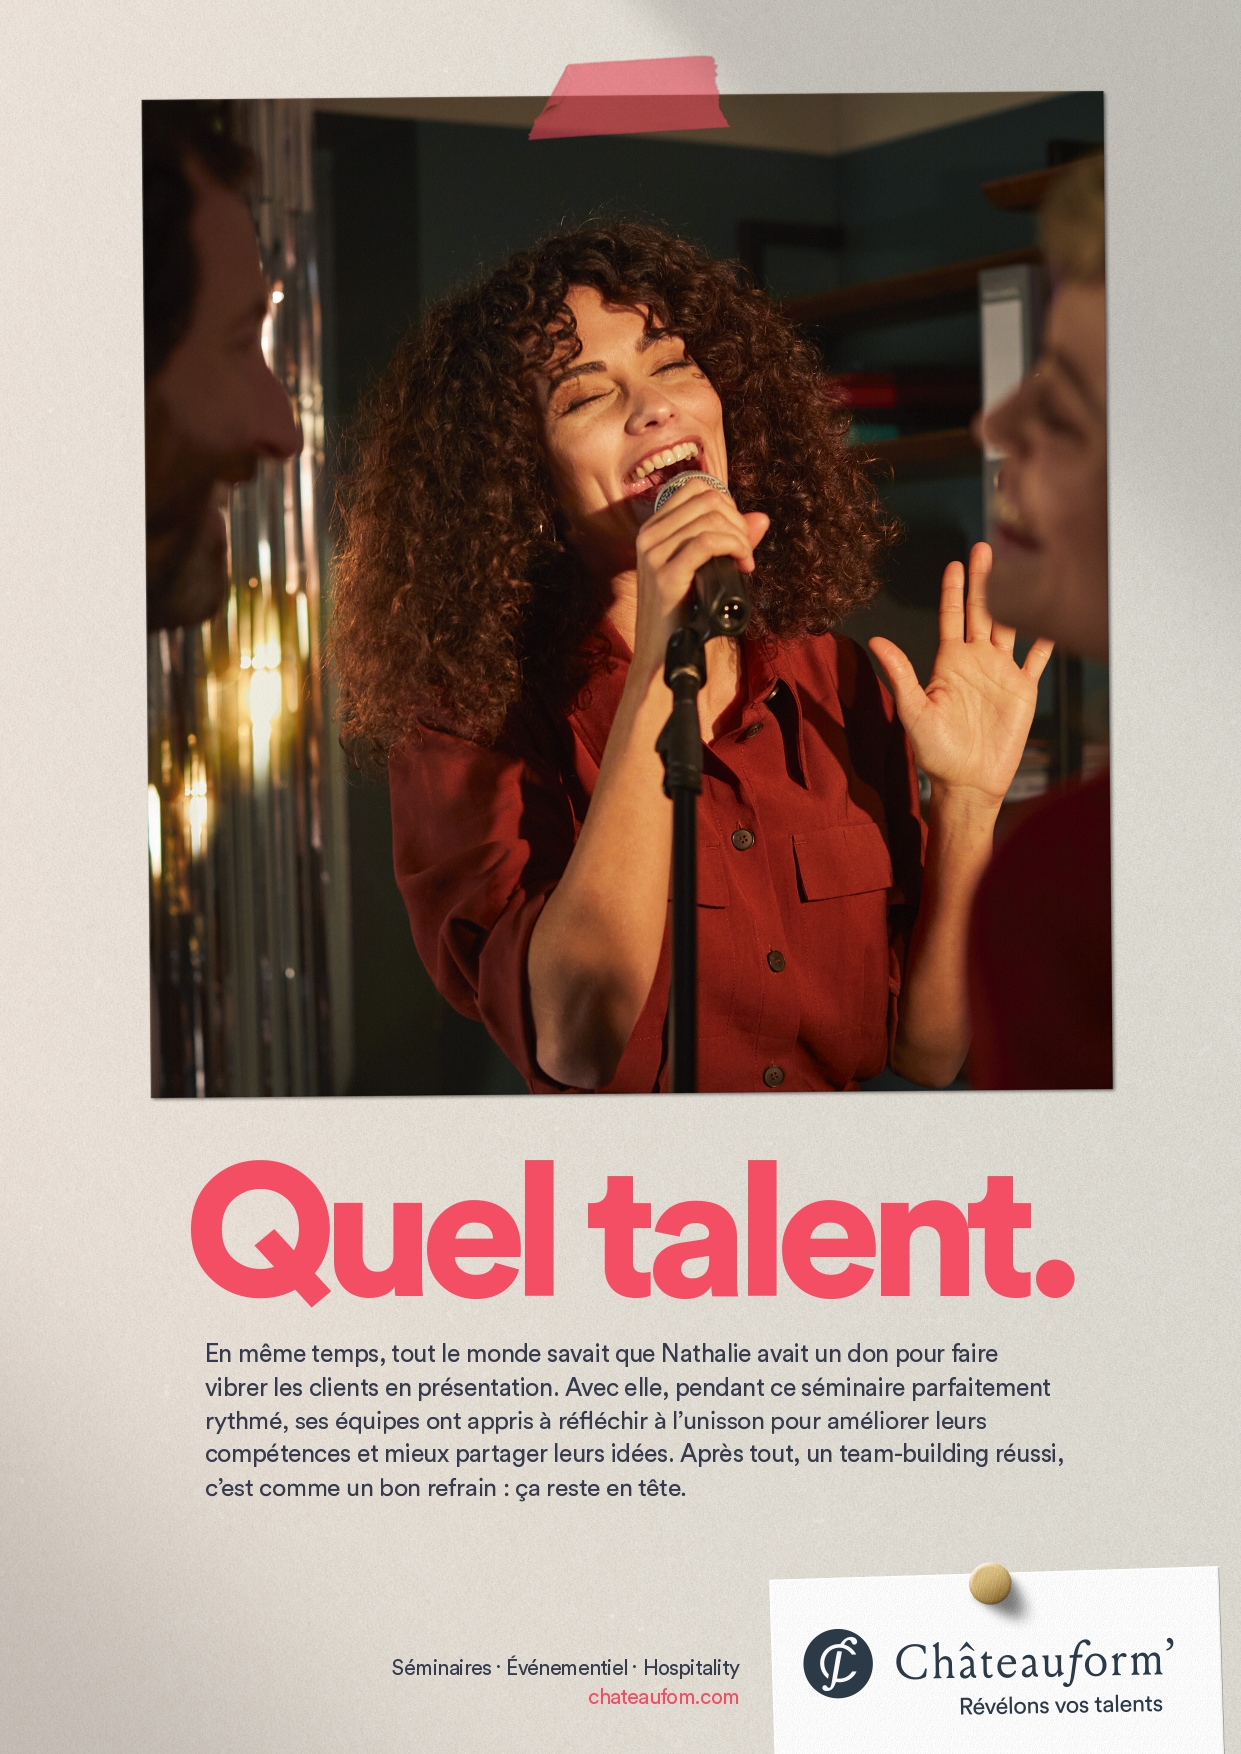 Quel talent.
En même temps, tout le monde savait que Nathalie avait un don pour faire
vibrer les clients en présentation. Avec elle, pendant ce séminaire parfaitement
rythmé, ses équipes ont appris à réfléchir à l’unisson pour améliorer leurs
compétences et mieux partager leurs idées. Après tout, un team-building réussi,
c’est comme un bon refrain : ça reste en tête.
Séminaires · Événementiel · Hospitality
chateaufom.com
Châteauform’
Révélons vos talents